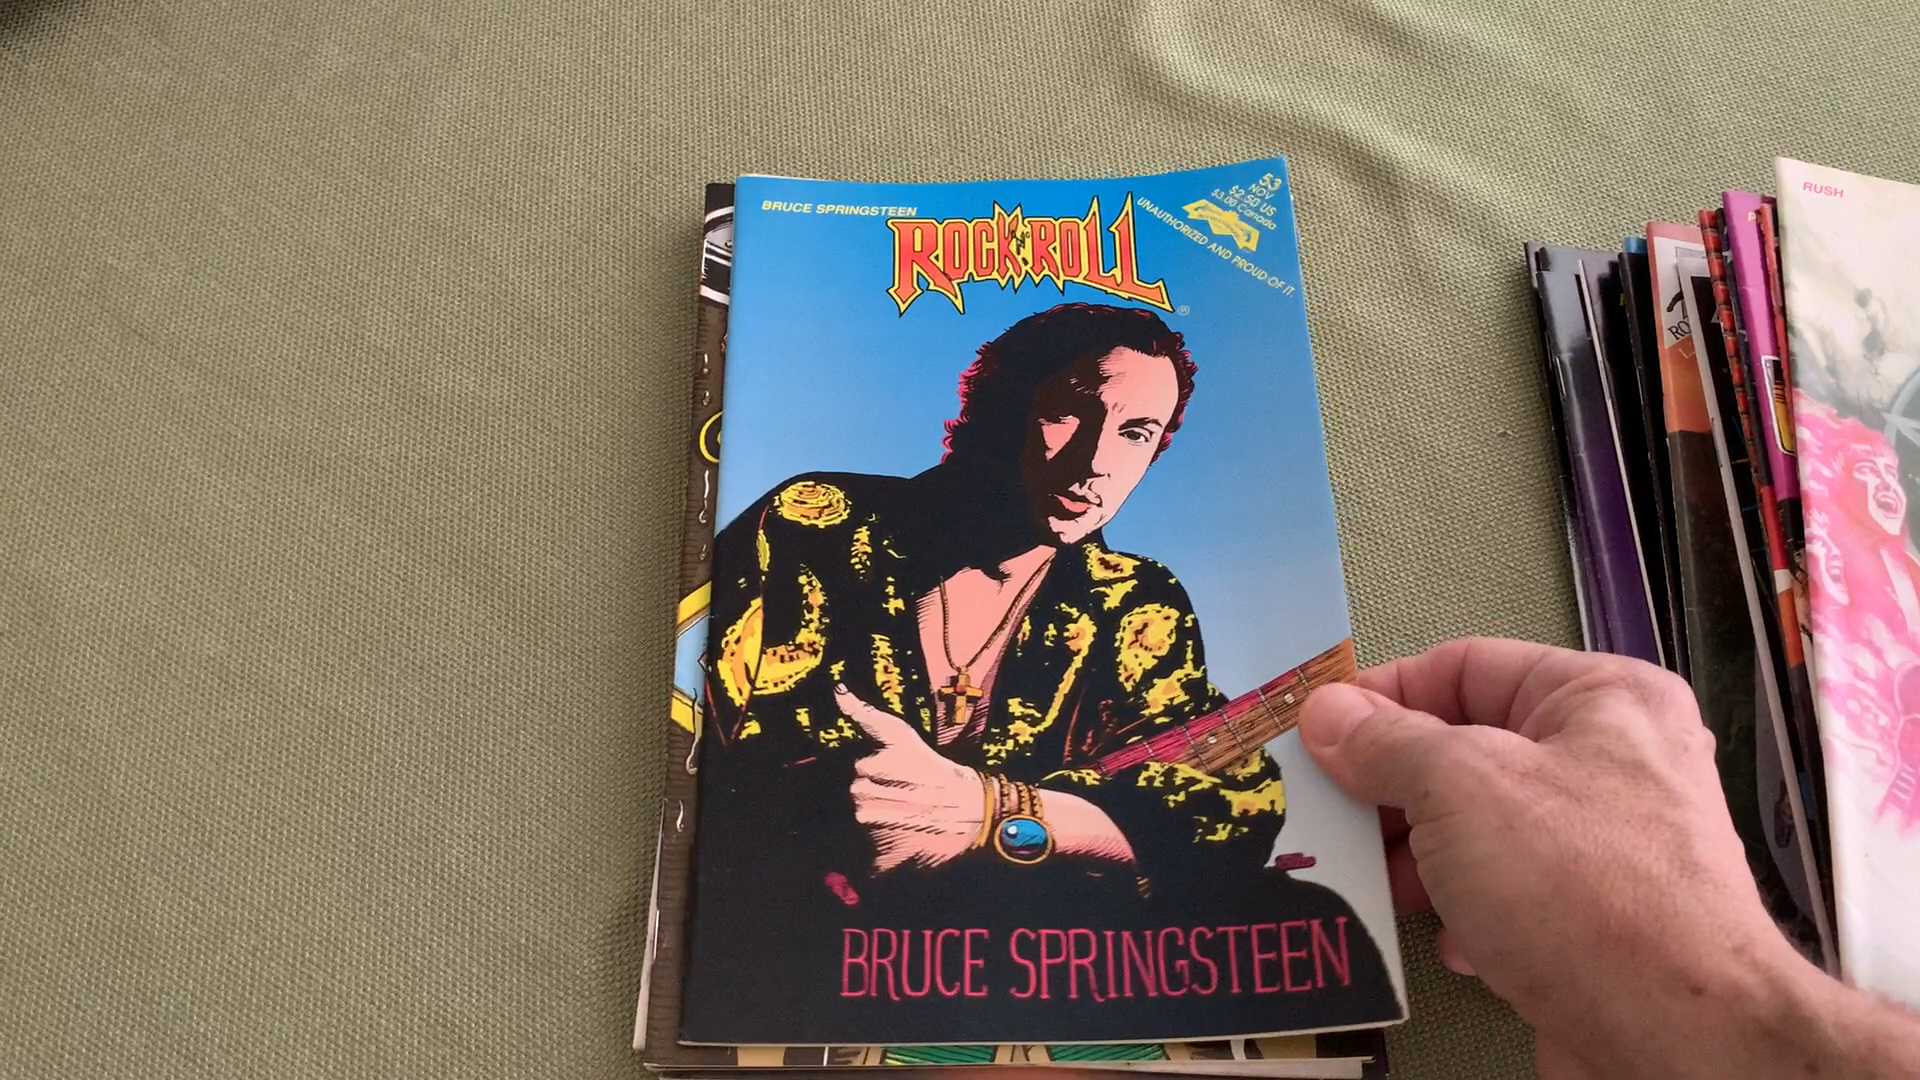 BRUCE SPRINGSTEEN
ROCK 'N' ROLL
®
53
NOV
$2.50 US
$3.00 Canada
UNAUTHORIZED AND PROUD OF IT.
BRUCE SPRINGSTEEN
RUSH